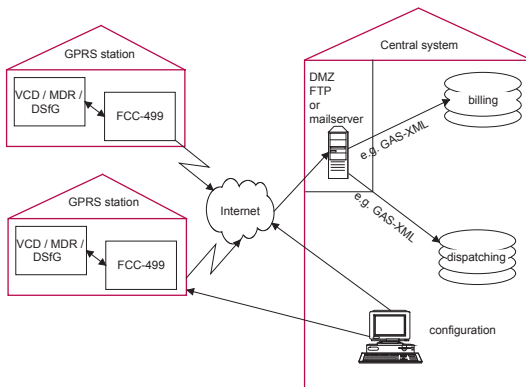 GPRS station
VCD / MDR /
DSfG
FCC-499
GPRS station
VCD / MDR /
DSfG
FCC-499
Internet
Central system
DMZ
FTP
or
mailserver
e.g. GAS-XML
billing
e.g. GAS-XML
dispatching
configuration